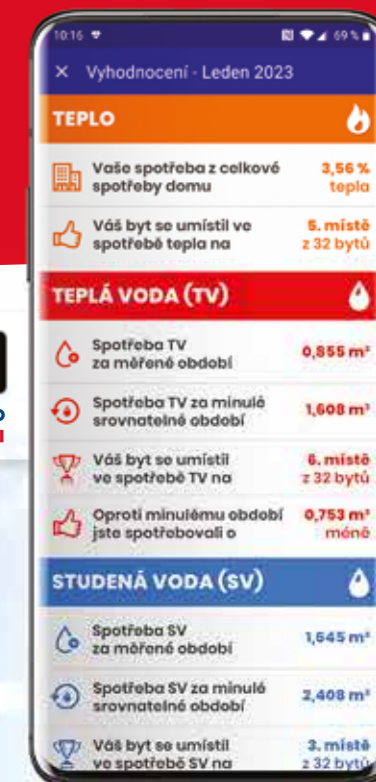 10:16
69 %
× Vyhodnocení - Leden 2023
TEPLO
Vaše spotřeba z celkové
spotřeby domu
3,56 %
tepla
Váš byt se umístil ve
spotřebě tepla na
5. místě
z 32 bytů
TEPLÁ VODA (TV)
Spotřeba TV
za měřené období
0,855 m³
Spotřeba TV za minulé
srovnatelné období
1,608 m³
Váš byt se umístil
ve spotřebě TV na
6. místě
z 32 bytů
Oproti minulému období
jste spotřebovali o
0,753 m³
méně
STUDENÁ VODA (SV)
Spotřeba SV
za měřené období
1,645 m³
Spotřeba SV za minulé
srovnatelné období
2,408 m³
Váš byt se umístil
ve spotřebě SV na
3. místě
z 32 bytů